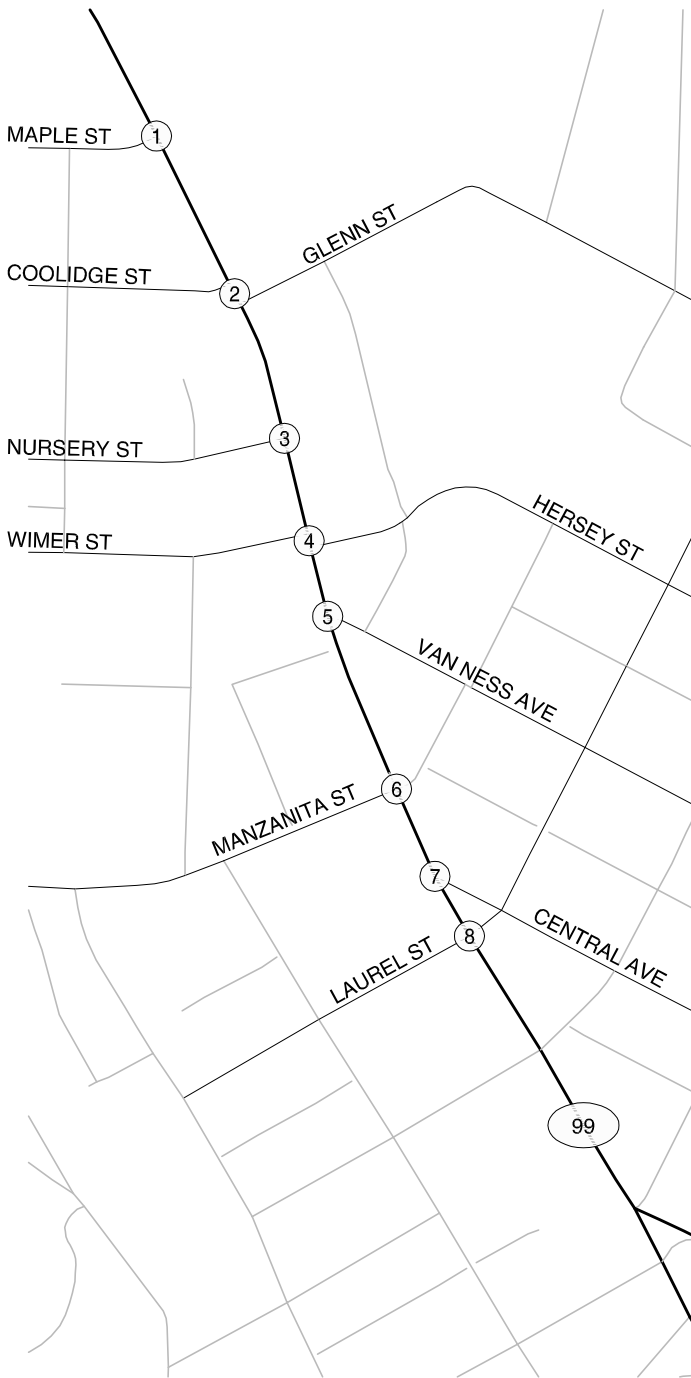 MAPLE ST
1
GLENN ST
COOLIDGE ST
2
NURSERY ST
3
HERSEY ST
WIMER ST
4
5
VAN NESS AVE
6
MANZANITA ST
7
CENTRAL AVE
8
LAUREL ST
99